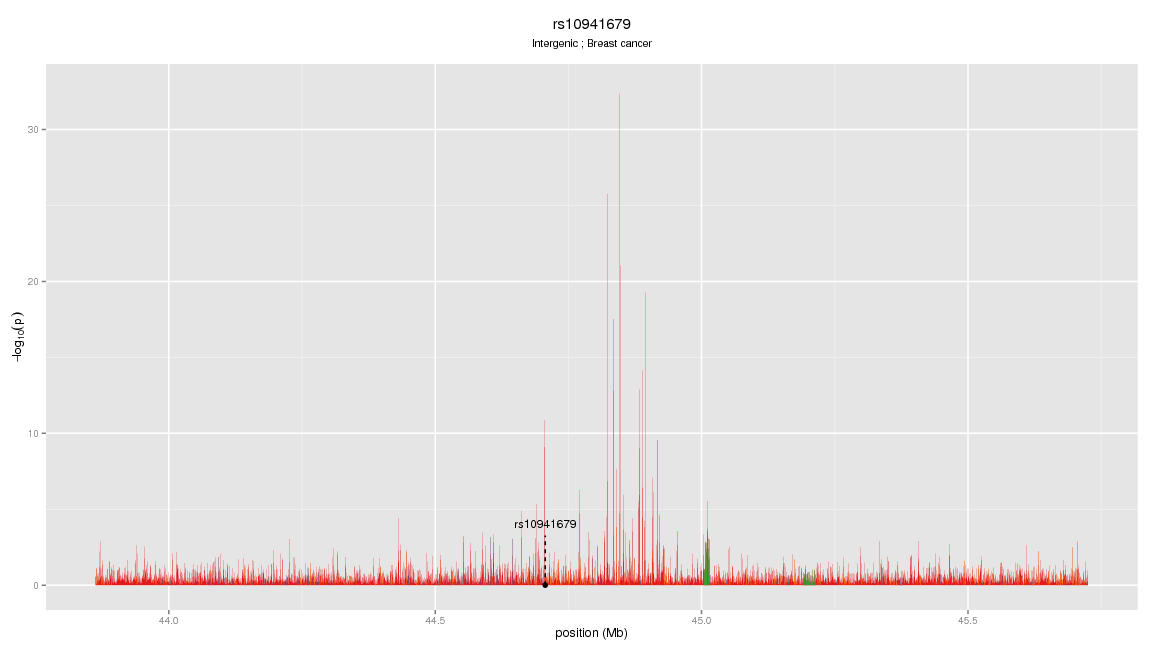 rs10941679
Intergenic ; Breast cancer
30
20
10
0
−log10(p)
rs10941679
44.0 44.5 45.0 45.5
position (Mb)